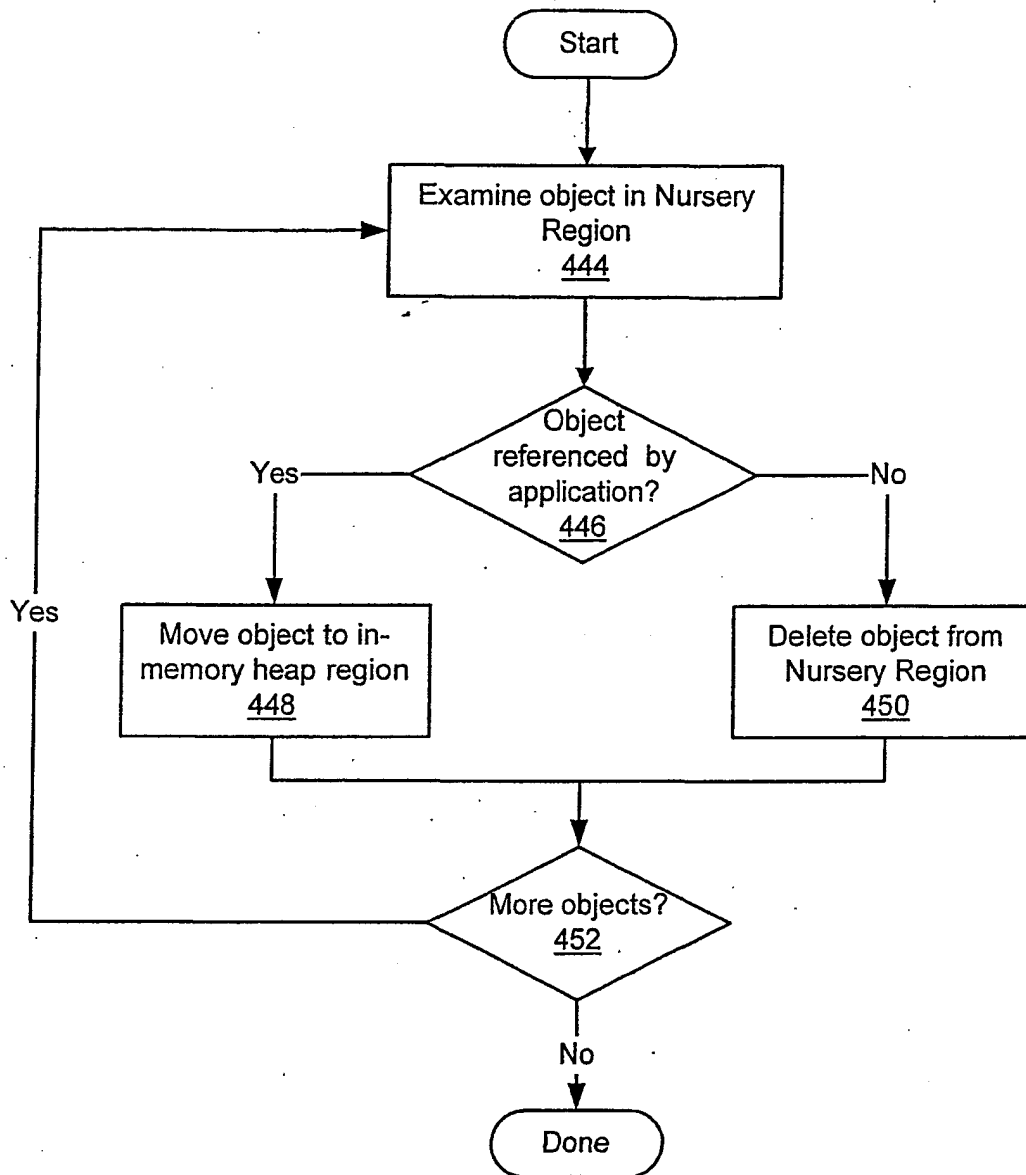 Start
Examine object in Nursery
Region
444
Object
referenced by
application?
446
Yes
No
Move object to in-
memory heap region
448
Delete object from
Nursery Region
450
Yes
More objects?
452
No
Done